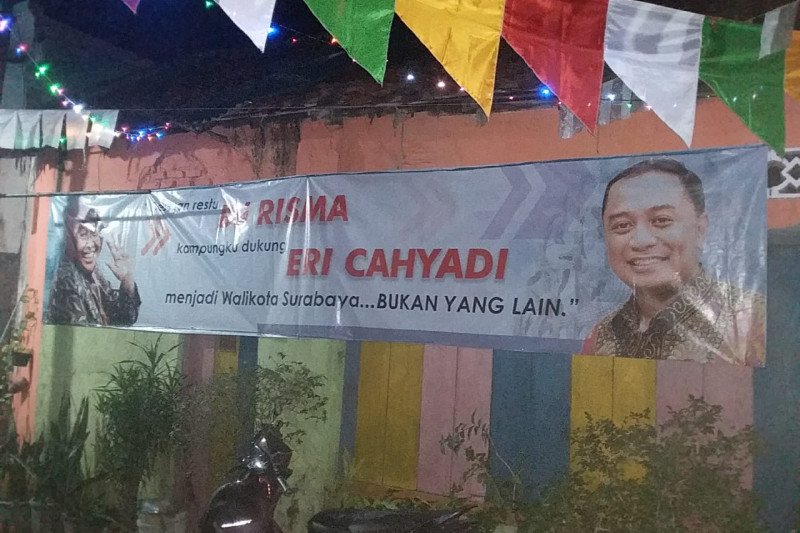 restu
RISMA
kampungku dukung
ERI CAHYADI
menjadi Walikota Surabaya...BUKAN YANG LAIN."